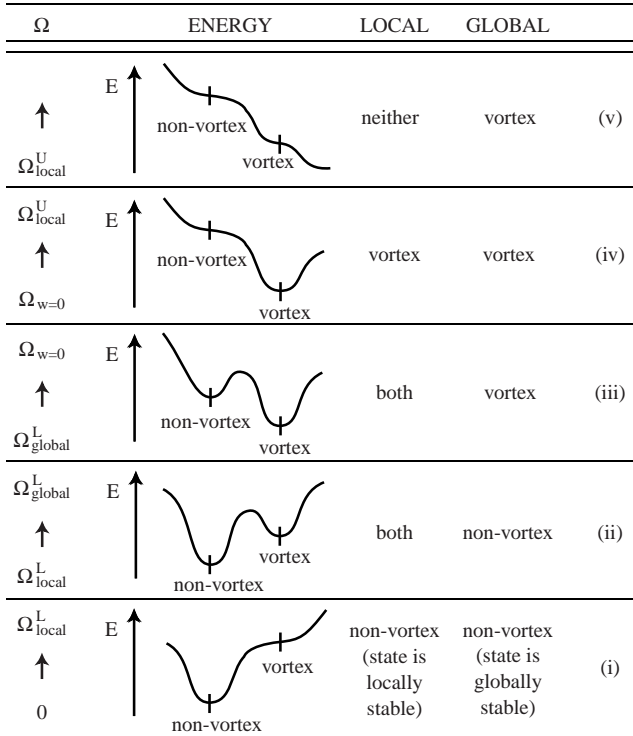 Ω ENERGY LOCAL GLOBAL
E
non-vortex
vortex
neither vortex (v)
Ω^U_local
Ω^U_local
E
non-vortex
vortex
vortex vortex (iv)
Ω_w=0
Ω_w=0
E
non-vortex
vortex
both vortex (iii)
Ω^L_global
Ω^L_global
E
vortex
non-vortex
both non-vortex (ii)
Ω^L_local
Ω^L_local
E
vortex
non-vortex
0
non-vortex
(state is
locally
stable)
non-vortex
(state is
globally
stable)
(i)